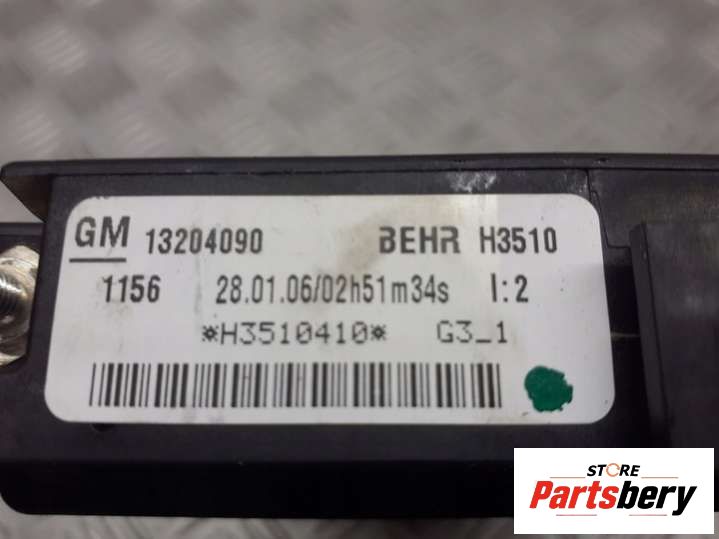 GM 13204090 BEHR H3510
1156 28.01.06/02h51m34s I:2
*H3510410* G3_1
STORE
Partsbery